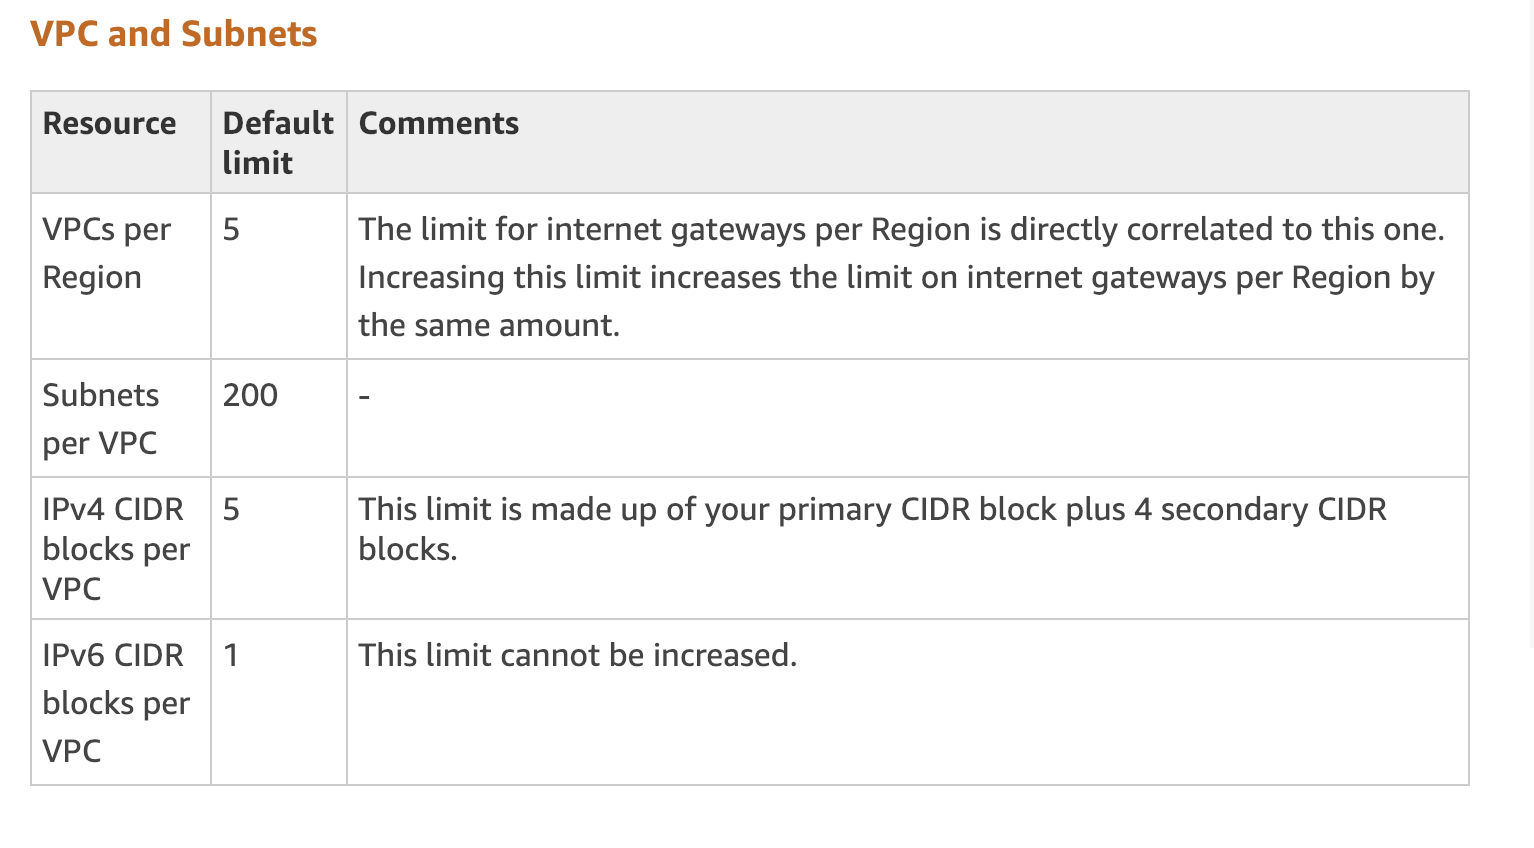 VPC and Subnets
Resource
Default
limit
Comments
VPCs per
Region
5
The limit for internet gateways per Region is directly correlated to this one.
Increasing this limit increases the limit on internet gateways per Region by
the same amount.
Subnets
per VPC
200
-
IPv4 CIDR
blocks per
VPC
5
This limit is made up of your primary CIDR block plus 4 secondary CIDR
blocks.
IPv6 CIDR
blocks per
VPC
1
This limit cannot be increased.